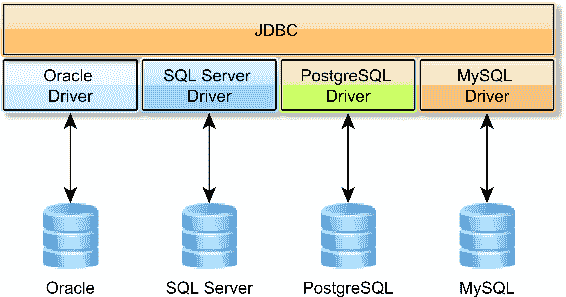 JDBC
Oracle
Driver
SQL Server
Driver
PostgreSQL
Driver
MySQL
Driver
Oracle
SQL Server
PostgreSQL
MySQL